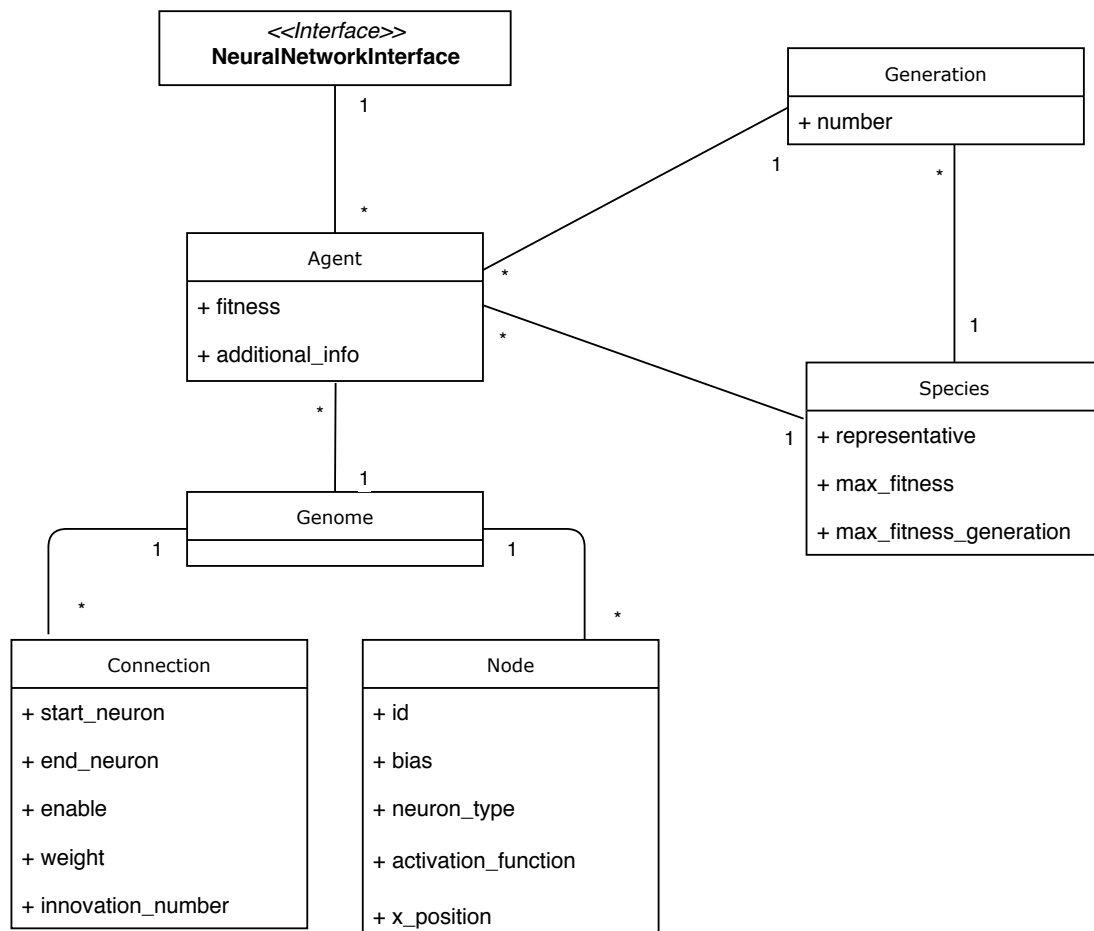 <<Interface>>
NeuralNetworkInterface
1
*
Generation
+ number
1
*
*
*
1
1
Agent
+ fitness
+ additional_info
*
1
Species
+ representative
+ max_fitness
+ max_fitness_generation
Genome
1
1
*
*
Connection
+ start_neuron
+ end_neuron
+ enable
+ weight
+ innovation_number
Node
+ id
+ bias
+ neuron_type
+ activation_function
+ x_position